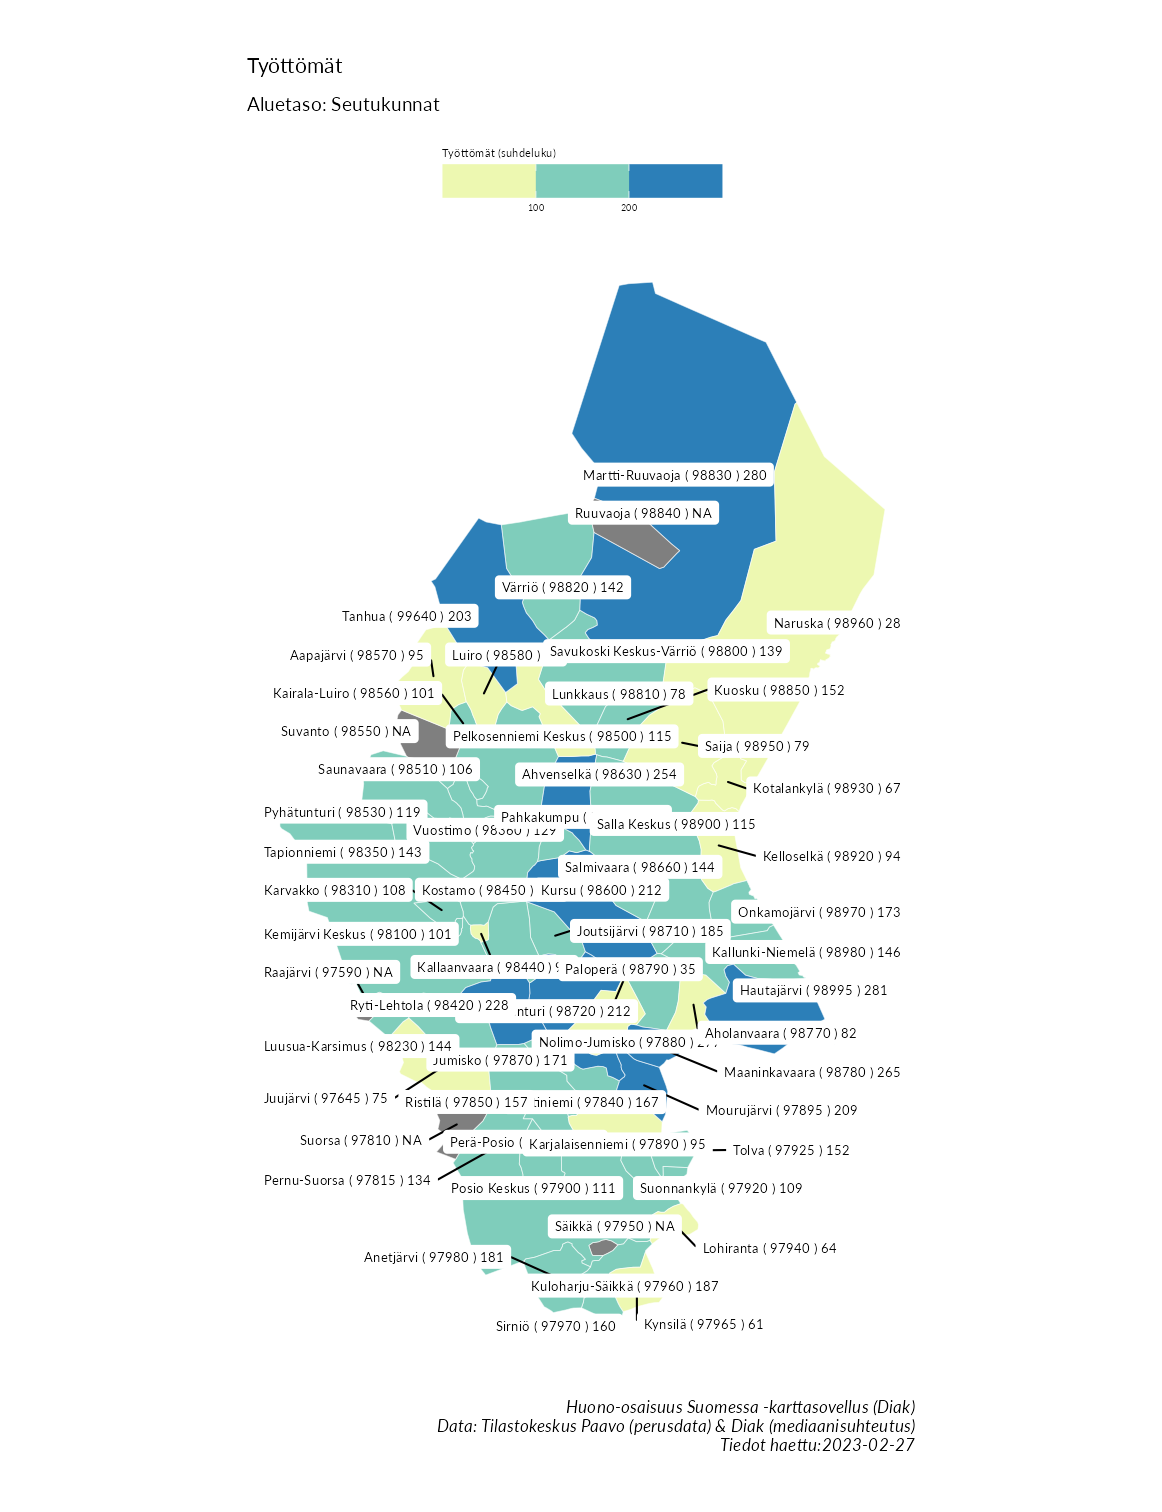 Työttömät
Aluetaso: Seutukunnat
Työttömät (suhdeluku)
100
200
Martti-Ruuvaoja ( 98830 ) 280
Ruuvaoja ( 98840 ) NA
Värriö ( 98820 ) 142
Tanhua ( 99640 ) 203
Naruska ( 98960 ) 28
Aapajärvi ( 98570 ) 95
Luiro ( 98580 )
Savukoski Keskus-Värriö ( 98800 ) 139
Kairala-Luiro ( 98560 ) 101
Lunkkaus ( 98810 ) 78
Kuosku ( 98850 ) 152
Suvanto ( 98550 ) NA
Pelkosenniemi Keskus ( 98500 ) 115
Saija ( 98950 ) 79
Saunavaara ( 98510 ) 106
Ahvenselkä ( 98630 ) 254
Kotalankylä ( 98930 ) 67
Pyhätunturi ( 98530 ) 119
Pahkakumpu (
Salla Keskus ( 98900 ) 115
Vuostimo ( 98360 ) 129
Tapionniemi ( 98350 ) 143
Kelloselkä ( 98920 ) 94
Salmivaara ( 98660 ) 144
Karvakko ( 98310 ) 108
Kostamo ( 98450 )
Kursu ( 98600 ) 212
Onkamojärvi ( 98970 ) 173
Kemijärvi Keskus ( 98100 ) 101
Joutsijärvi ( 98710 ) 185
Kallunki-Niemelä ( 98980 ) 146
Raajärvi ( 97590 ) NA
Kallaanvaara ( 98440 ) 9
Paloperä ( 98790 ) 35
Hautajärvi ( 98995 ) 281
Ryti-Lehtola ( 98420 ) 228
nturi ( 98720 ) 212
Aholanvaara ( 98770 ) 82
Luusua-Karsimus ( 98230 ) 144
Nolimo-Jumisko ( 97880 ) 2
Jumisko ( 97870 ) 171
Maaninkavaara ( 98780 ) 265
Juujärvi ( 97645 ) 75
Ristilä ( 97850 ) 157
iniemi ( 97840 ) 167
Mourujärvi ( 97895 ) 209
Suorsa ( 97810 ) NA
Perä-Posio (
Karjalaisenniemi ( 97890 ) 95
Tolva ( 97925 ) 152
Pernu-Suorsa ( 97815 ) 134
Posio Keskus ( 97900 ) 111
Suonnankylä ( 97920 ) 109
Säikkä ( 97950 ) NA
Lohiranta ( 97940 ) 64
Anetjärvi ( 97980 ) 181
Kuloharju-Säikkä ( 97960 ) 187
Sirniö ( 97970 ) 160
Kynsilä ( 97965 ) 61
Huono-osaisuus Suomessa -karttasovellus (Diak)
Data: Tilastokeskus Paavo (perusdata) & Diak (mediaanisuhteutus)
Tiedot haettu:2023-02-27